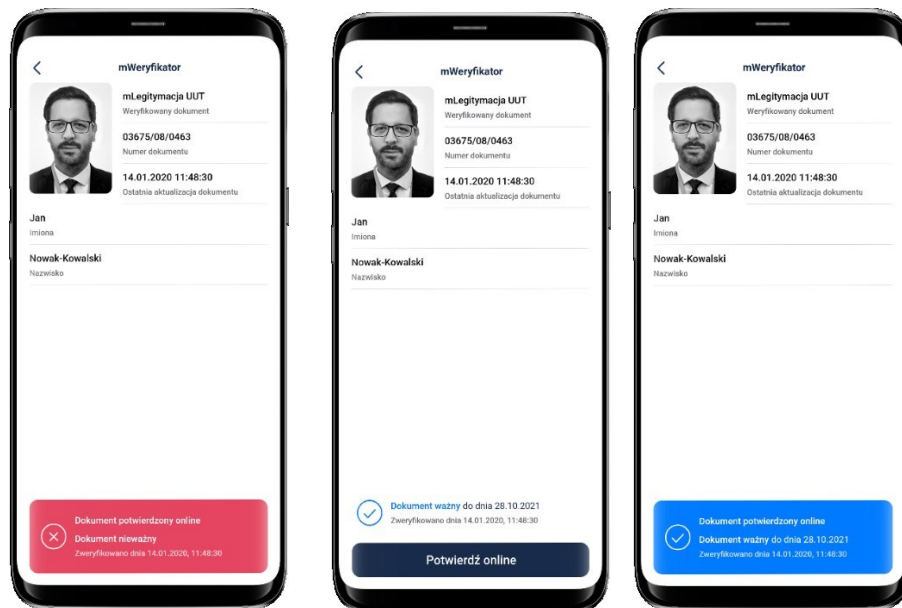 mWeryfikator
mLegitymacja UUT
Weryfikowany dokument
03675/08/0463
Numer dokumentu
14.01.2020 11:48:30
Ostatnia aktualizacja dokumentu
Jan
Imiona
Nowak-Kowalski
Nazwisko
Dokument potwierdzony online
Dokument nieważny
Zweryfikowano dnia 14.01.2020, 11:48:30
mWeryfikator
mLegitymacja UUT
Weryfikowany dokument
03675/08/0463
Numer dokumentu
14.01.2020 11:48:30
Ostatnia aktualizacja dokumentu
Jan
Imiona
Nowak-Kowalski
Nazwisko
Dokument ważny do dnia 28.10.2021
Zweryfikowano dnia 14.01.2020, 11:48:30
Potwierdź online
mWeryfikator
mLegitymacja UUT
Weryfikowany dokument
03675/08/0463
Numer dokumentu
14.01.2020 11:48:30
Ostatnia aktualizacja dokumentu
Jan
Imiona
Nowak-Kowalski
Nazwisko
Dokument potwierdzony online
Dokument ważny do dnia 28.10.2021
Zweryfikowano dnia 14.01.2020, 11:48:30